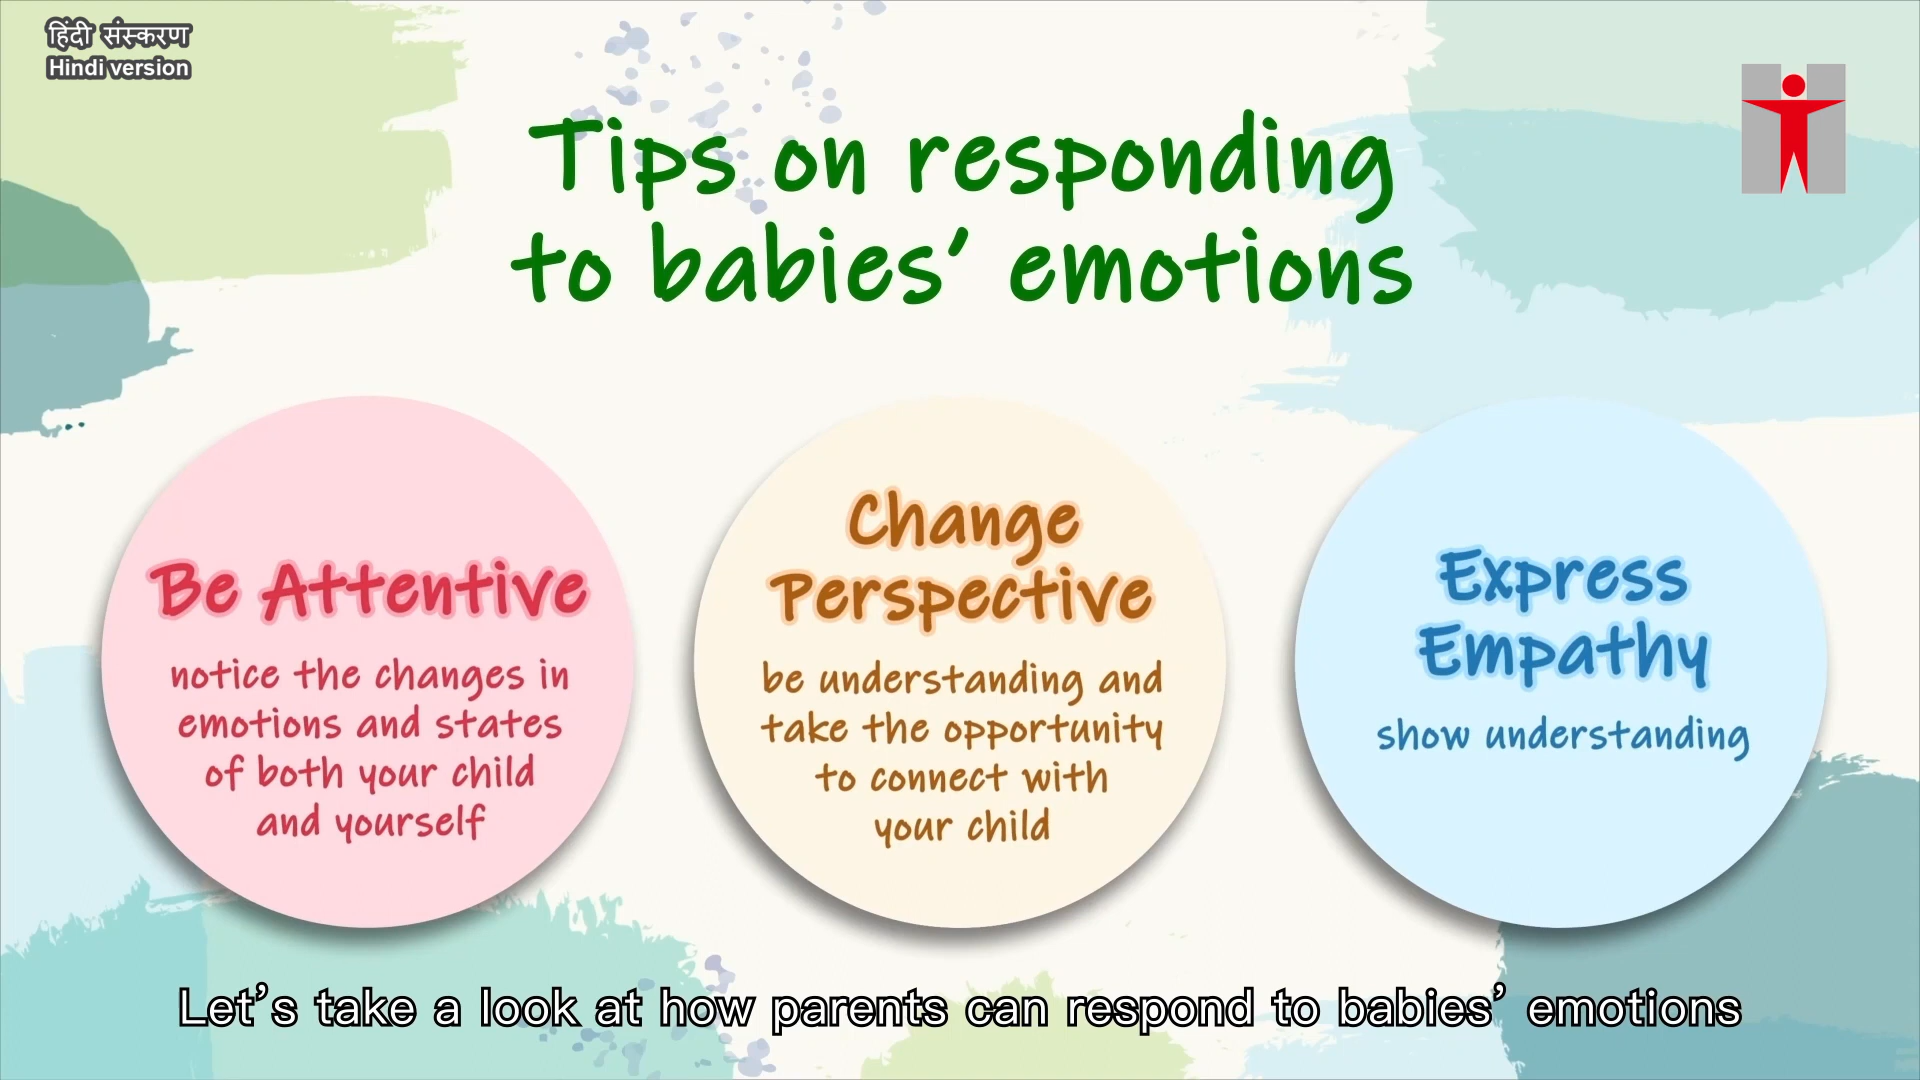 हिंदी संस्करण
Hindi version
Tips on responding
to babies’ emotions
Be Attentive
notice the changes in
emotions and states
of both your child
and yourself
Change
Perspective
be understanding and
take the opportunity
to connect with
your child
Express
Empathy
show understanding
Let’s take a look at how parents can respond to babies’ emotions